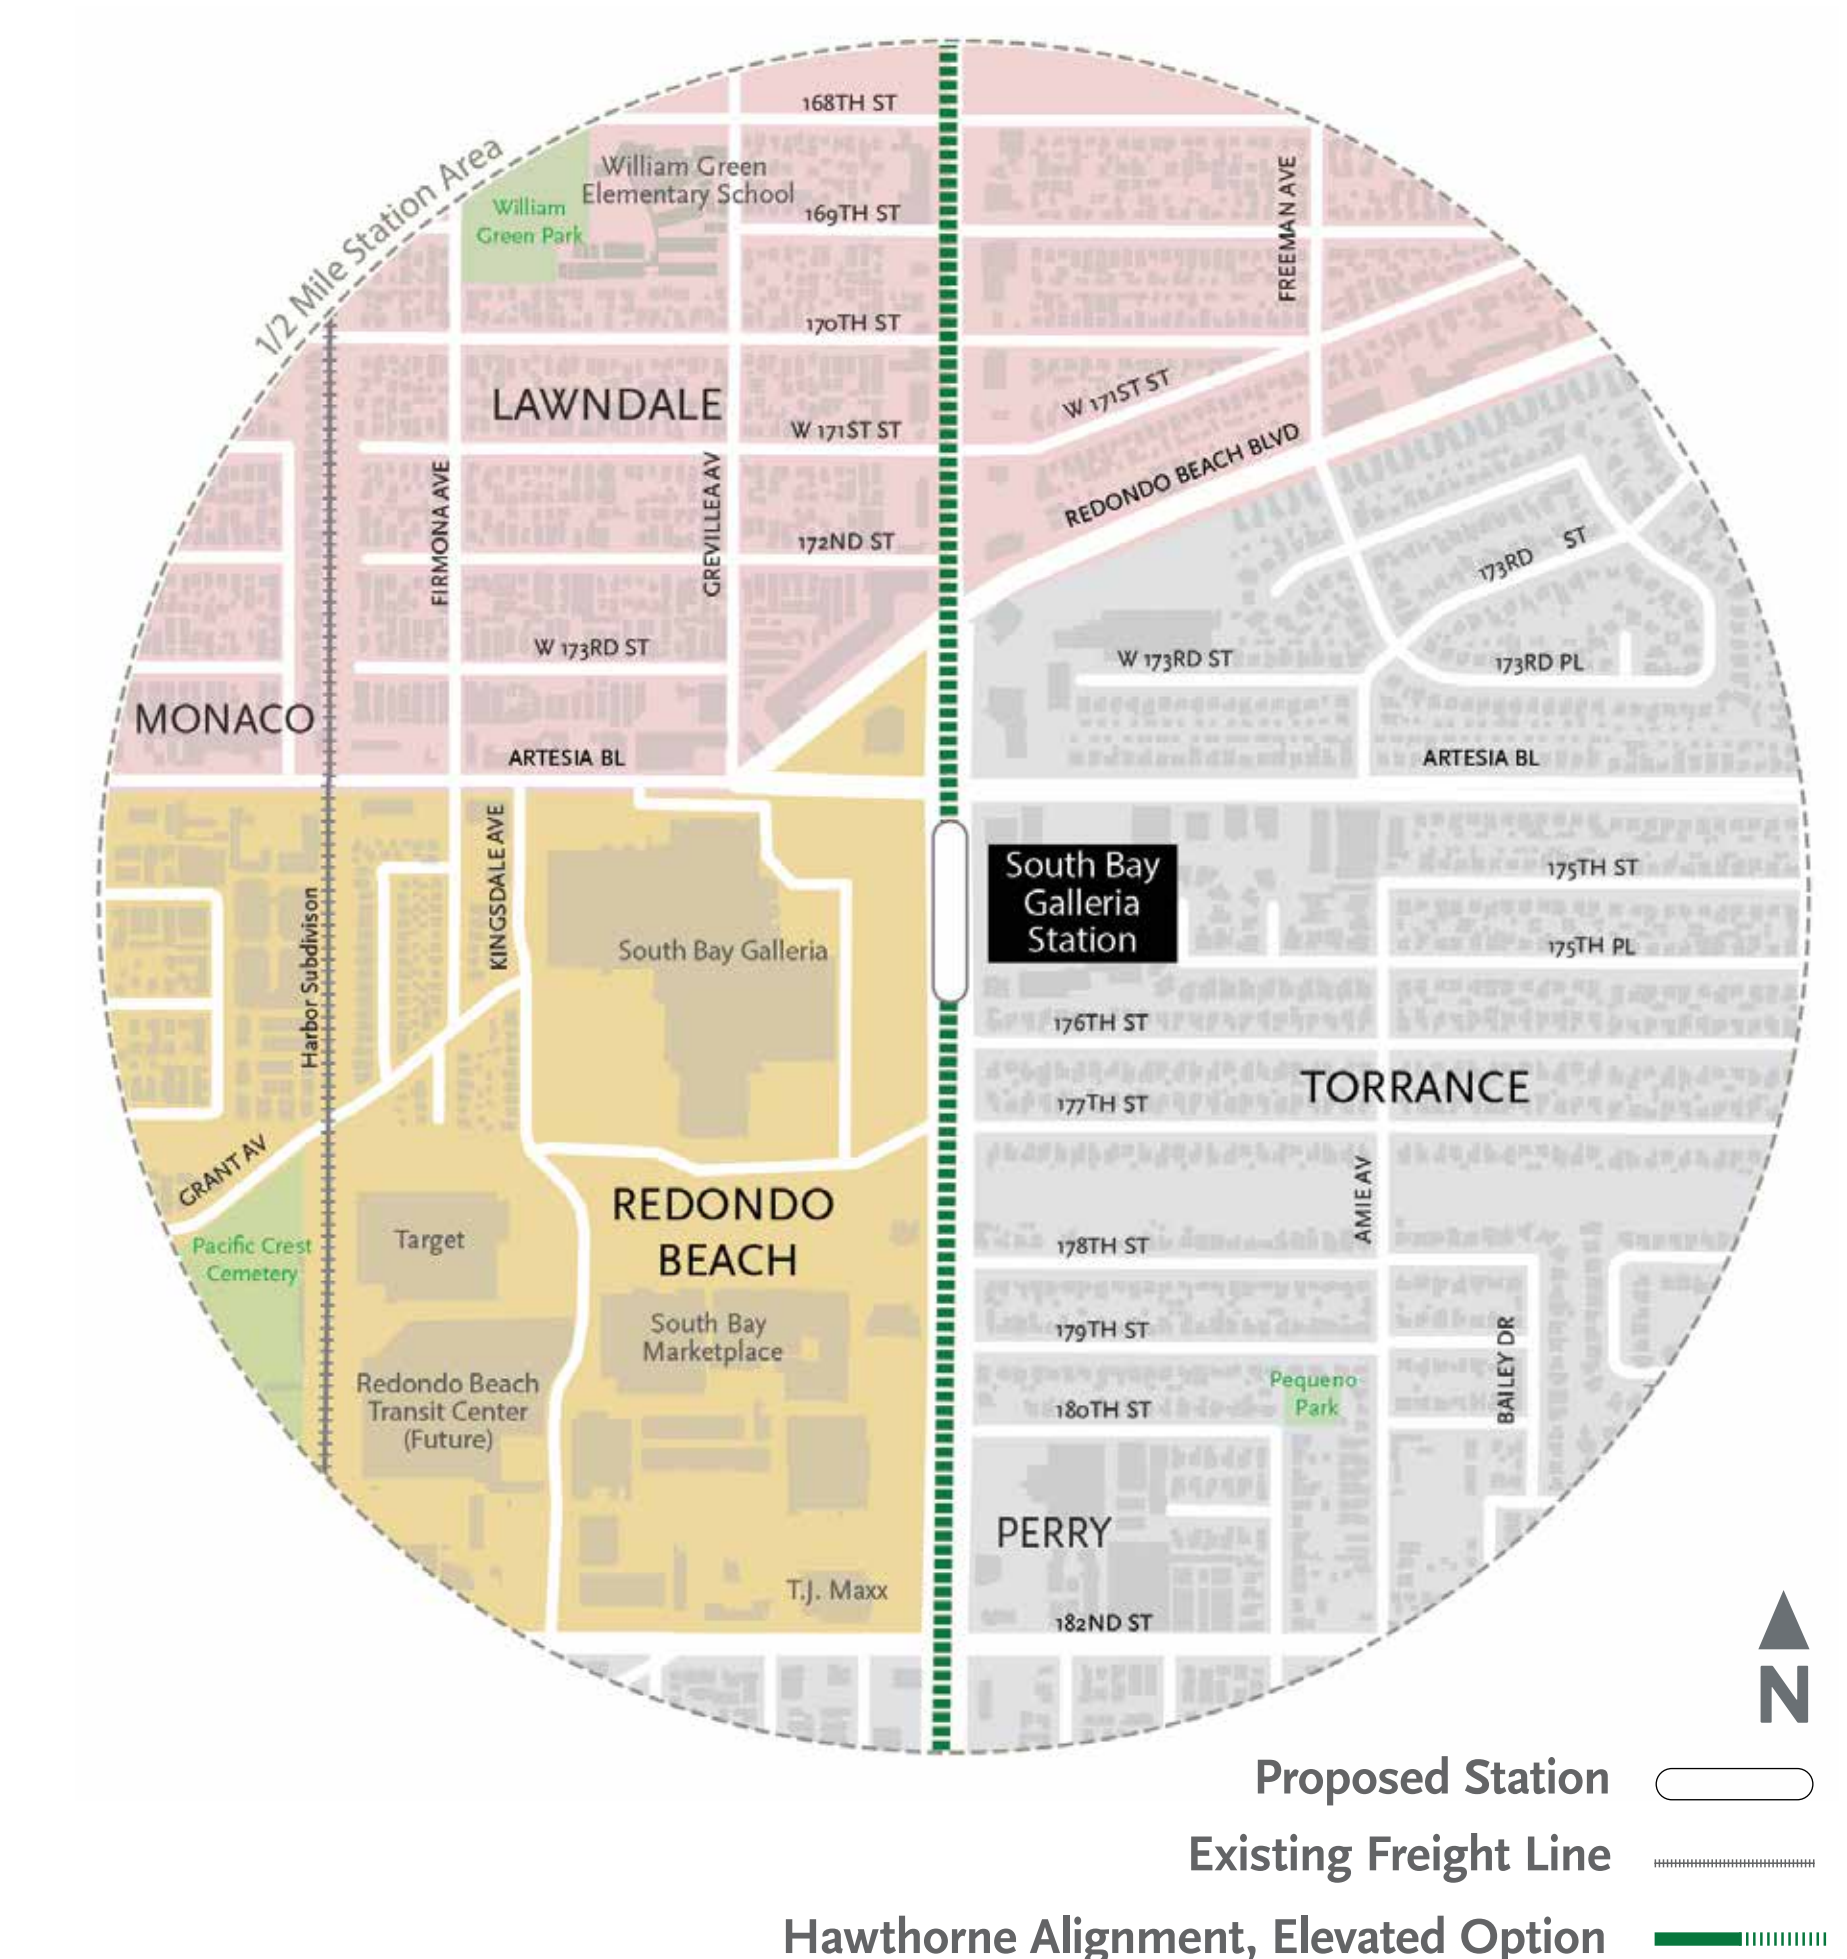 168TH ST
1/2 Mile Station Area
William Green
Elementary School
William
Green Park
169TH ST
FREEMAN AVE
170TH ST
LAWNDALE
W 171ST ST
W 171ST ST
REDONDO BEACH BLVD
FIRMONA AVE
GREVILLEA AV
172ND ST
173RD ST
W 173RD ST
W 173RD ST
173RD PL
MONACO
ARTESIA BL
ARTESIA BL
KINGSDALE AVE
Harbor Subdivison
South Bay
Galleria
Station
175TH ST
South Bay Galleria
175TH PL
176TH ST
TORRANCE
177TH ST
GRANT AV
AMIE AV
REDONDO
BEACH
Target
Pacific Crest
Cemetery
178TH ST
South Bay
Marketplace
179TH ST
BAILEY DR
Redondo Beach
Transit Center
(Future)
Pequeno
Park
180TH ST
PERRY
T.J. Maxx
182ND ST
N
Proposed Station
Existing Freight Line
Hawthorne Alignment, Elevated Option